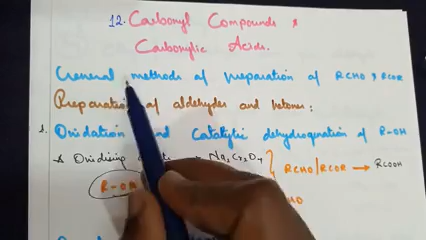 12. Carbonyl Compounds &
Carboxylic Acids.
General methods of preparation of RCHO & RCOR
Preparation of aldehydes and ketones:
1. Oxidation and Catalytic dehydrogenation of R-OH
Oxidising Na2Cr2O7
R-OH RCHO/RCOR → RCOOH